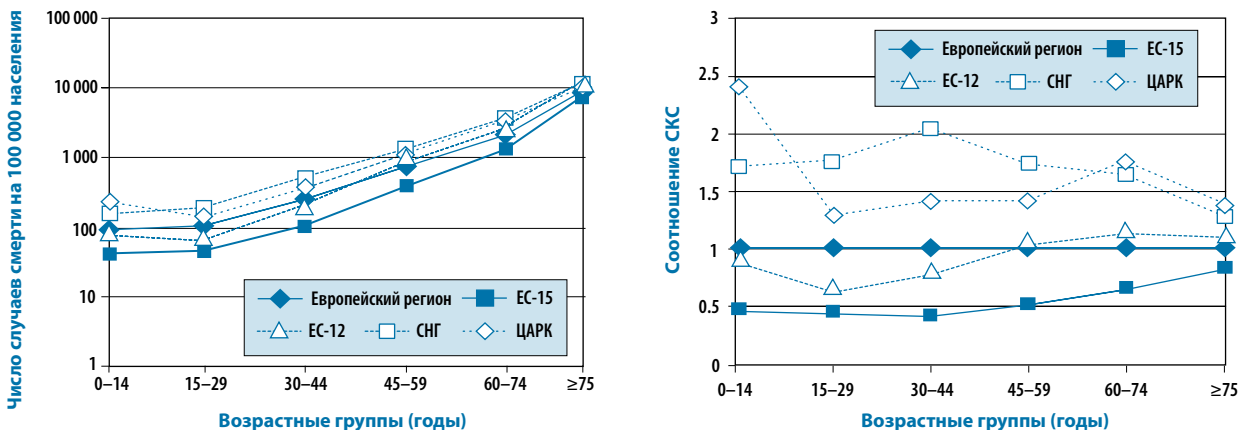 Число случаев смерти на 100 000 населения
100 000
10 000
1 000
100
10
1
0–14 15–29 30–44 45–59 60–74 ≥75
Возрастные группы (годы)
Европейский регион ЕС-15
ЕС-12 СНГ ЦАРК
Соотношение СКС
3
2.5
2
1.5
1
0.5
0
0–14 15–29 30–44 45–59 60–74 ≥75
Возрастные группы (годы)
Европейский регион ЕС-15
ЕС-12 СНГ ЦАРК